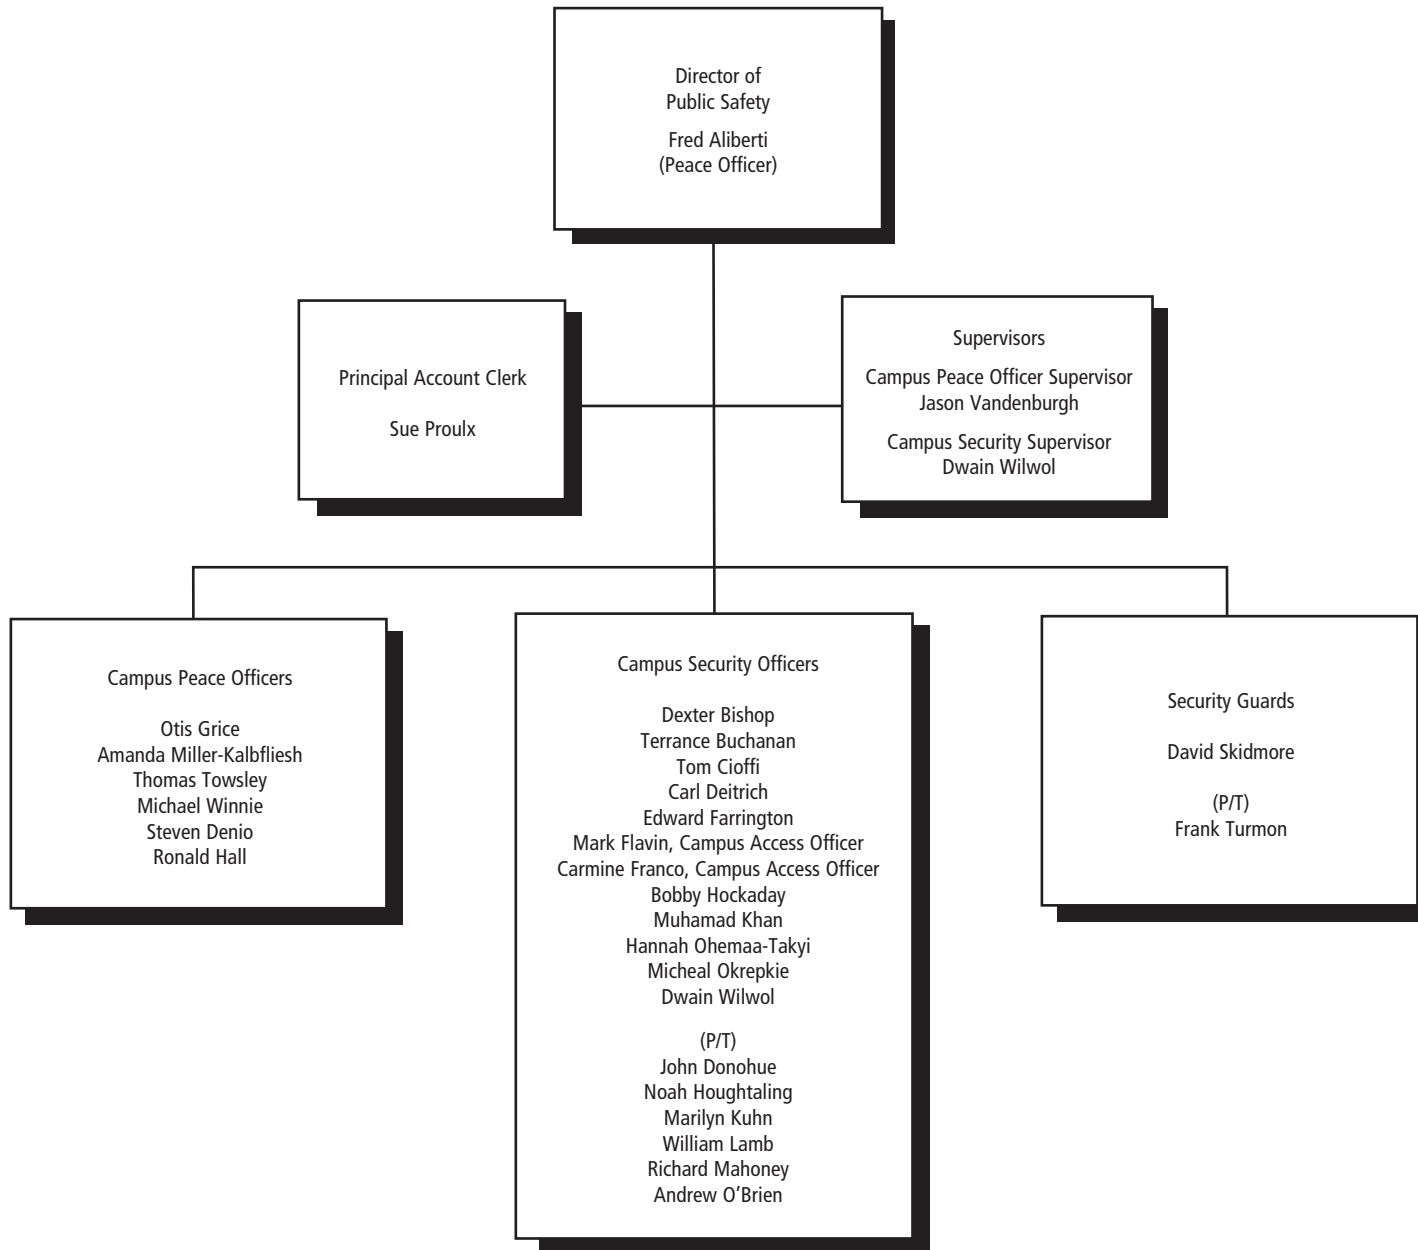 Director of
Public Safety
Fred Aliberti
(Peace Officer)
Principal Account Clerk
Sue Proulx
Supervisors
Campus Peace Officer Supervisor
Jason Vandenburgh
Campus Security Supervisor
Dwain Wilwol
Campus Peace Officers
Otis Grice
Amanda Miller-Kalbfliesh
Thomas Towsley
Michael Winnie
Steven Denio
Ronald Hall
Campus Security Officers
Dexter Bishop
Terrance Buchanan
Tom Cioffi
Carl Deitrich
Edward Farrington
Mark Flavin, Campus Access Officer
Carmine Franco, Campus Access Officer
Bobby Hockaday
Muhamad Khan
Hannah Ohemaa-Takyi
Micheal Okrepkie
Dwain Wilwol
(P/T)
John Donohue
Noah Houghtaling
Marilyn Kuhn
William Lamb
Richard Mahoney
Andrew O’Brien
Security Guards
David Skidmore
(P/T)
Frank Turmon